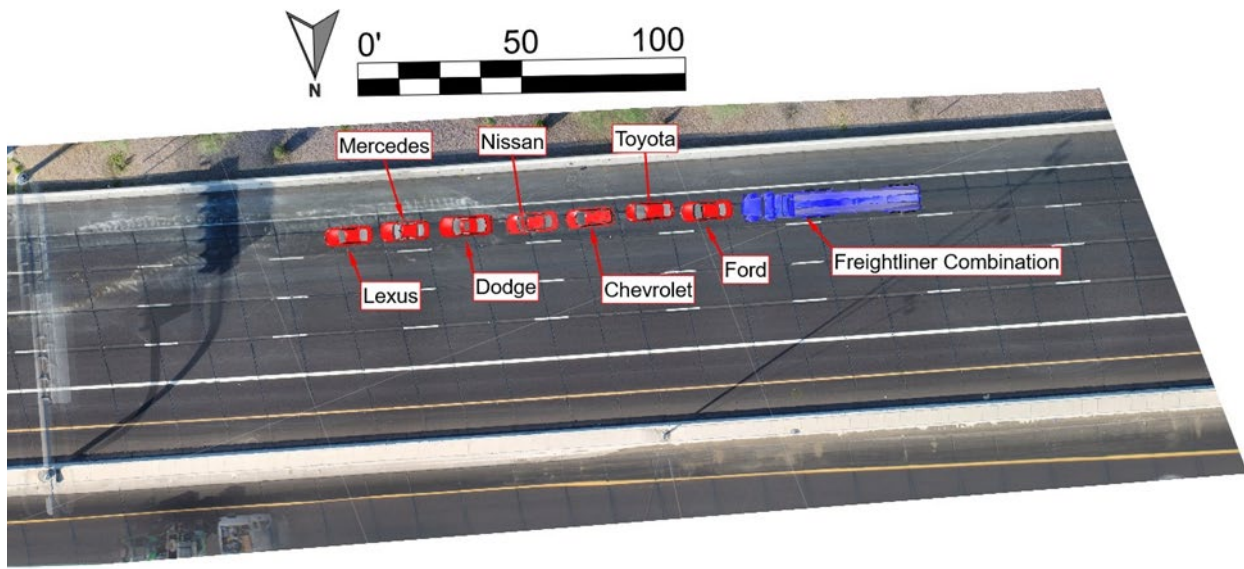 0' 50 100
N
Mercedes
Nissan
Toyota
Lexus
Dodge
Chevrolet
Ford
Freightliner Combination